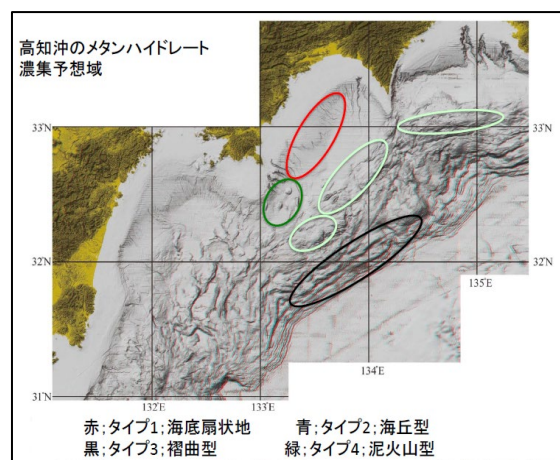 高知沖のメタンハイドレート
濃集予想域
33˚N
33˚N
32˚N
32˚N
135˚E
134˚E
31˚N
132˚E
133˚E
赤;タイプ1;海底扇状地 青;タイプ2;海丘型
黒;タイプ3;褶曲型 緑;タイプ4;泥火山型